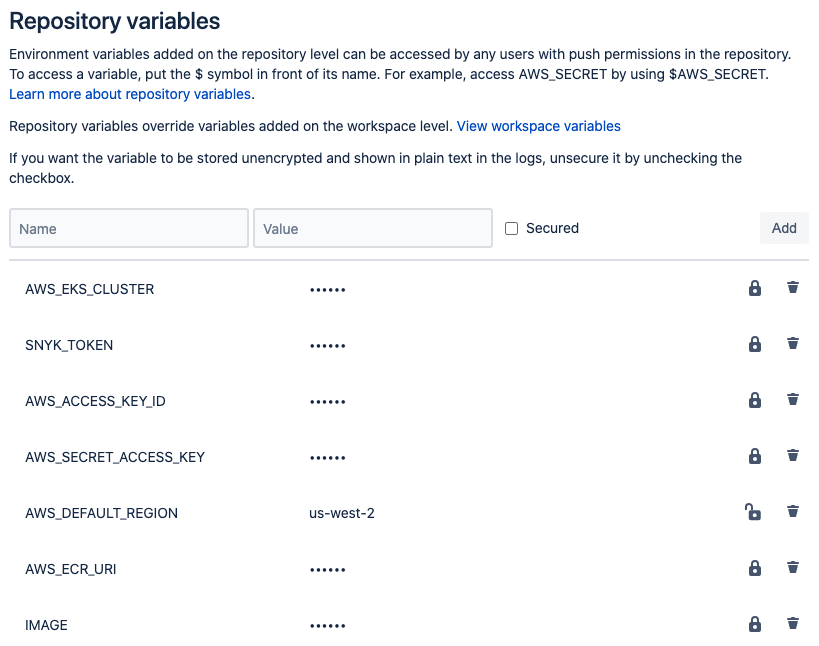 Repository variables
Environment variables added on the repository level can be accessed by any users with push permissions in the repository.
To access a variable, put the $ symbol in front of its name. For example, access AWS_SECRET by using $AWS_SECRET.
Learn more about repository variables.
Repository variables override variables added on the workspace level. View workspace variables
If you want the variable to be stored unencrypted and shown in plain text in the logs, unsecure it by unchecking the
checkbox.
Name Value Secured Add
AWS_EKS_CLUSTER ••••••
SNYK_TOKEN ••••••
AWS_ACCESS_KEY_ID ••••••
AWS_SECRET_ACCESS_KEY ••••••
AWS_DEFAULT_REGION us-west-2
AWS_ECR_URI ••••••
IMAGE ••••••